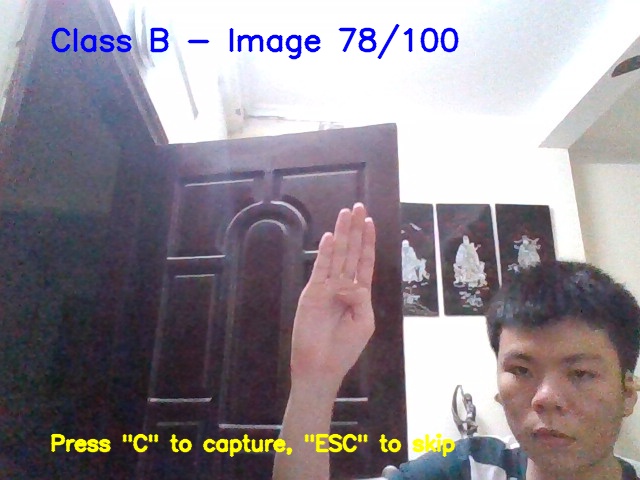 Class B - Image 78/100
Press "C" to capture, "ESC" to skip